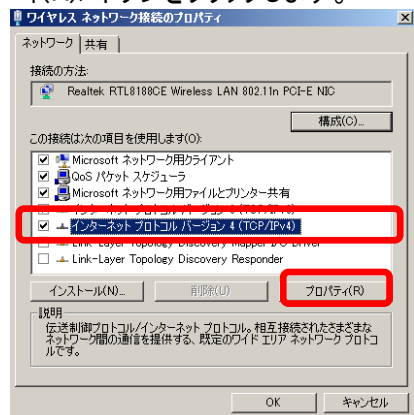 ワイヤレス ネットワーク接続のプロパティ
ネットワーク
共有
接続の方法:
Realtek RTL8188CE Wireless LAN 802.11n PCI-E NIC
構成(C)...
この接続は次の項目を使用します(O):
Microsoft ネットワーク用クライアント
QoS パケット スケジューラ
Microsoft ネットワーク用ファイルとプリンター共有
インターネット プロトコル バージョン 4 (TCP/IPv4)
Link-Layer Topology Discovery Mapper I/O Driver
Link-Layer Topology Discovery Responder
インストール(N)...
削除(U)
プロパティ(R)
説明
伝送制御プロトコル/インターネット プロトコル。相互接続されたさまざまな
ネットワーク間の通信を提供する、既定のワイド エリア ネットワーク プロトコ
ルです。
OK
キャンセル